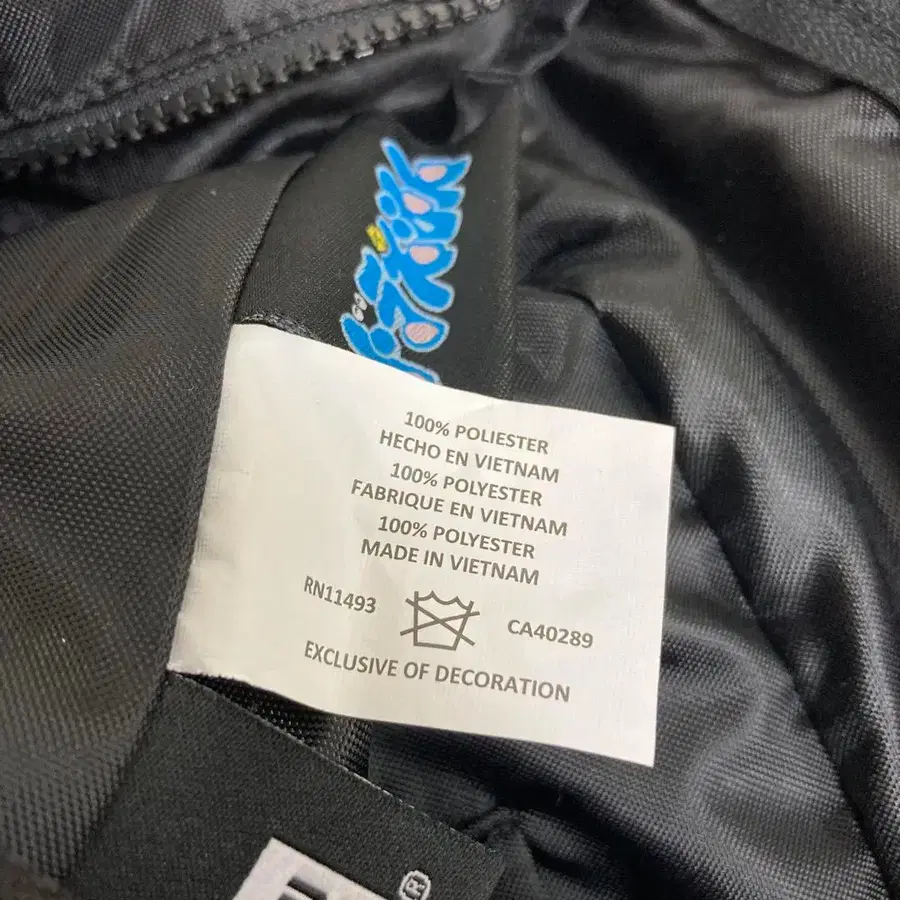 100% POLIESTER
HECHO EN VIETNAM
100% POLYESTER
FABRIQUE EN VIETNAM
100% POLYESTER
MADE IN VIETNAM
RN11493
CA40289
EXCLUSIVE OF DECORATION
®